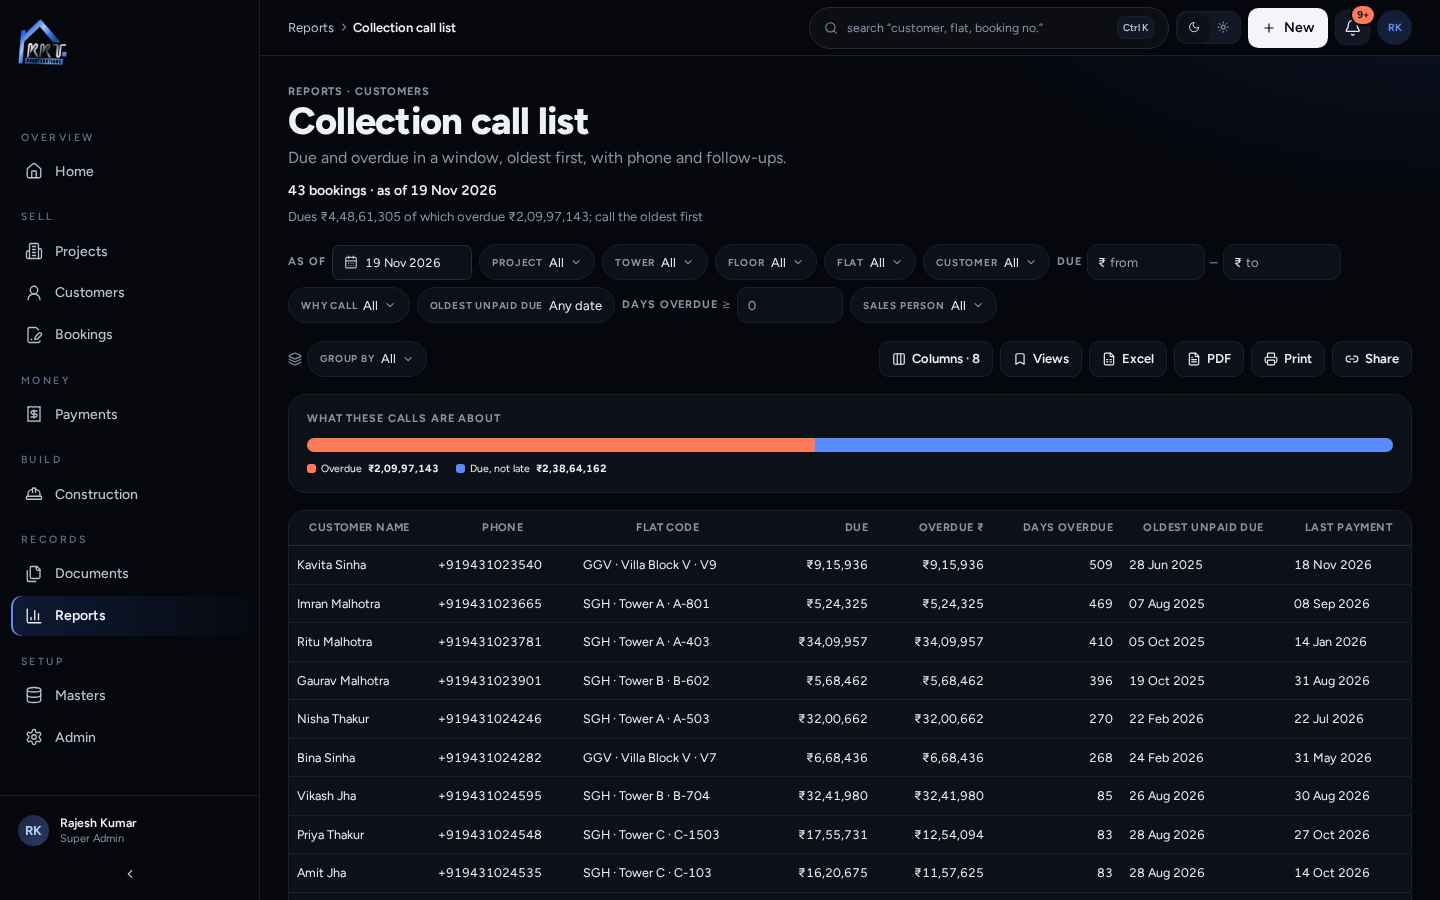 Reports > Collection call list
search “customer, flat, booking no.”
Ctrl K
New
9+
RK
OVERVIEW
Home
SELL
Projects
Customers
Bookings
MONEY
Payments
BUILD
Construction
RECORDS
Documents
Reports
SETUP
Masters
Admin
RK
Rajesh Kumar
Super Admin
REPORTS · CUSTOMERS
Collection call list
Due and overdue in a window, oldest first, with phone and follow-ups.
43 bookings · as of 19 Nov 2026
Dues ₹4,48,61,305 of which overdue ₹2,09,97,143; call the oldest first
AS OF 19 Nov 2026 PROJECT All TOWER All FLOOR All FLAT All CUSTOMER All DUE ₹ from – ₹ to
WHY CALL All OLDEST UNPAID DUE Any date DAYS OVERDUE ≥ 0 SALES PERSON All
GROUP BY All Columns · 8 Views Excel PDF Print Share
WHAT THESE CALLS ARE ABOUT
Overdue ₹2,09,97,143 Due, not late ₹2,38,64,162
CUSTOMER NAME PHONE FLAT CODE DUE OVERDUE ₹ DAYS OVERDUE OLDEST UNPAID DUE LAST PAYMENT
Kavita Sinha +919431023540 GGV · Villa Block V · V9 ₹9,15,936 ₹9,15,936 509 28 Jun 2025 18 Nov 2026
Imran Malhotra +919431023665 SGH · Tower A · A-801 ₹5,24,325 ₹5,24,325 469 07 Aug 2025 08 Sep 2026
Ritu Malhotra +919431023781 SGH · Tower A · A-403 ₹34,09,957 ₹34,09,957 410 05 Oct 2025 14 Jan 2026
Gaurav Malhotra +919431023901 SGH · Tower B · B-602 ₹5,68,462 ₹5,68,462 396 19 Oct 2025 31 Aug 2026
Nisha Thakur +919431024246 SGH · Tower A · A-503 ₹32,00,662 ₹32,00,662 270 22 Feb 2026 22 Jul 2026
Bina Sinha +919431024282 GGV · Villa Block V · V7 ₹6,68,436 ₹6,68,436 268 24 Feb 2026 31 May 2026
Vikash Jha +919431024595 SGH · Tower B · B-704 ₹32,41,980 ₹32,41,980 85 26 Aug 2026 30 Aug 2026
Priya Thakur +919431024548 SGH · Tower C · C-1503 ₹17,55,731 ₹12,54,094 83 28 Aug 2026 27 Oct 2026
Amit Jha +919431024535 SGH · Tower C · C-103 ₹16,20,675 ₹11,57,625 83 28 Aug 2026 14 Oct 2026